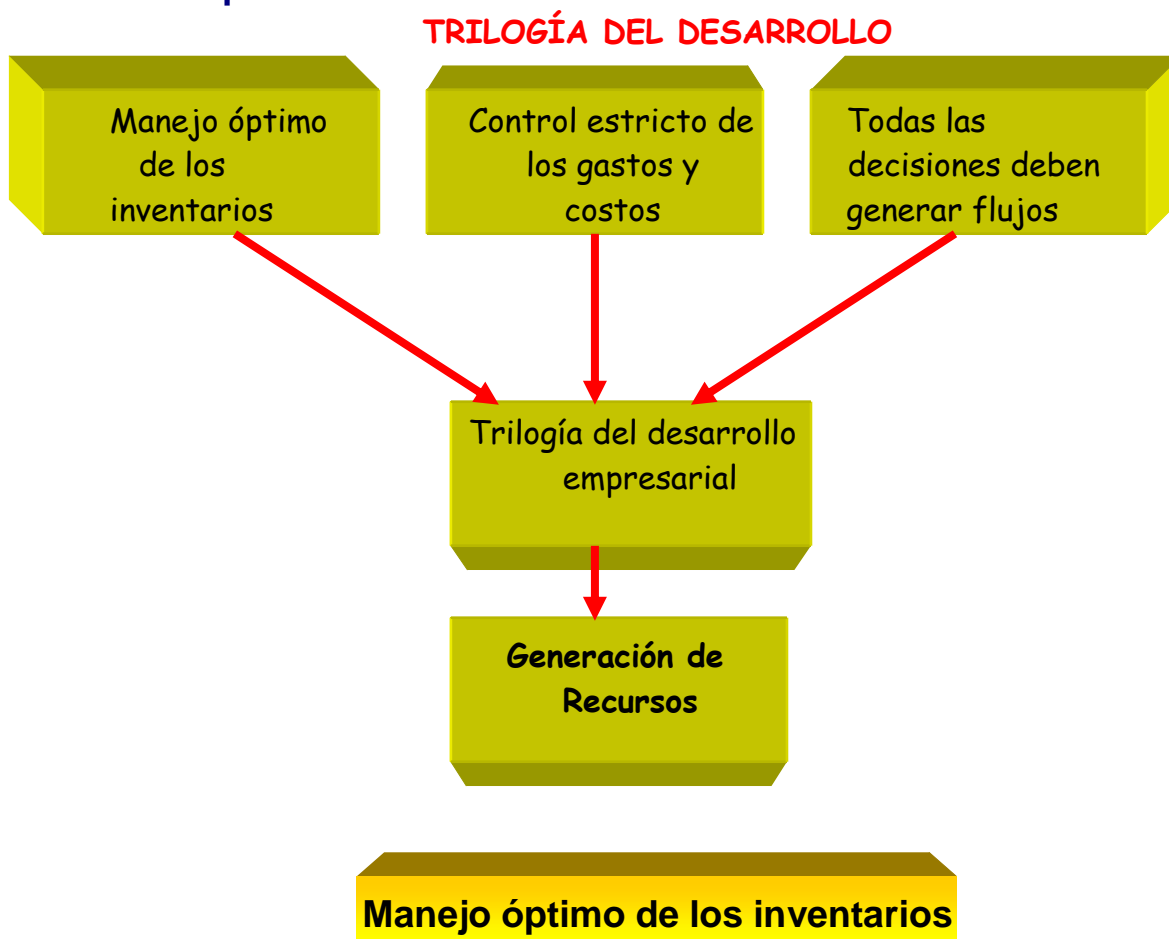 TRILOGÍA DEL DESARROLLO
Manejo óptimo
de los
inventarios
Control estricto de
los gastos y
costos
Todas las
decisiones deben
generar flujos
Trilogía del desarrollo
empresarial
Generación de
Recursos
Manejo óptimo de los inventarios